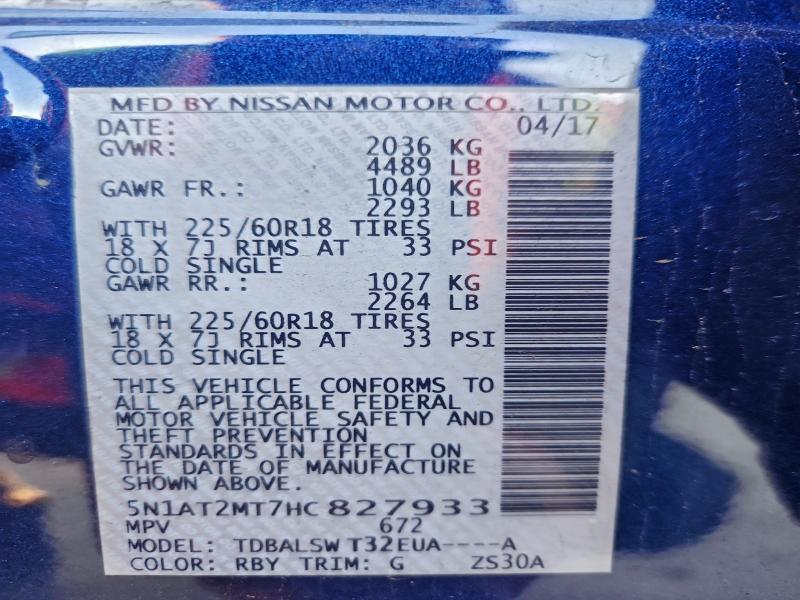 MFD BY NISSAN MOTOR CO., LTD.
DATE: 04/17
GVWR: 2036 KG
4489 LB
GAWR FR.: 1040 KG
2293 LB
WITH 225/60R18 TIRES
18 X 7J RIMS AT 33 PSI
COLD SINGLE
GAWR RR.: 1027 KG
2264 LB
WITH 225/60R18 TIRES
18 X 7J RIMS AT 33 PSI
COLD SINGLE
THIS VEHICLE CONFORMS TO
ALL APPLICABLE FEDERAL
MOTOR VEHICLE SAFETY AND
THEFT PREVENTION
STANDARDS IN EFFECT ON
THE DATE OF MANUFACTURE
SHOWN ABOVE.
5N1AT2MT7HC827933
MPV 672
MODEL: TDBALSW T32EUA----A
COLOR: RBY TRIM: G ZS30A